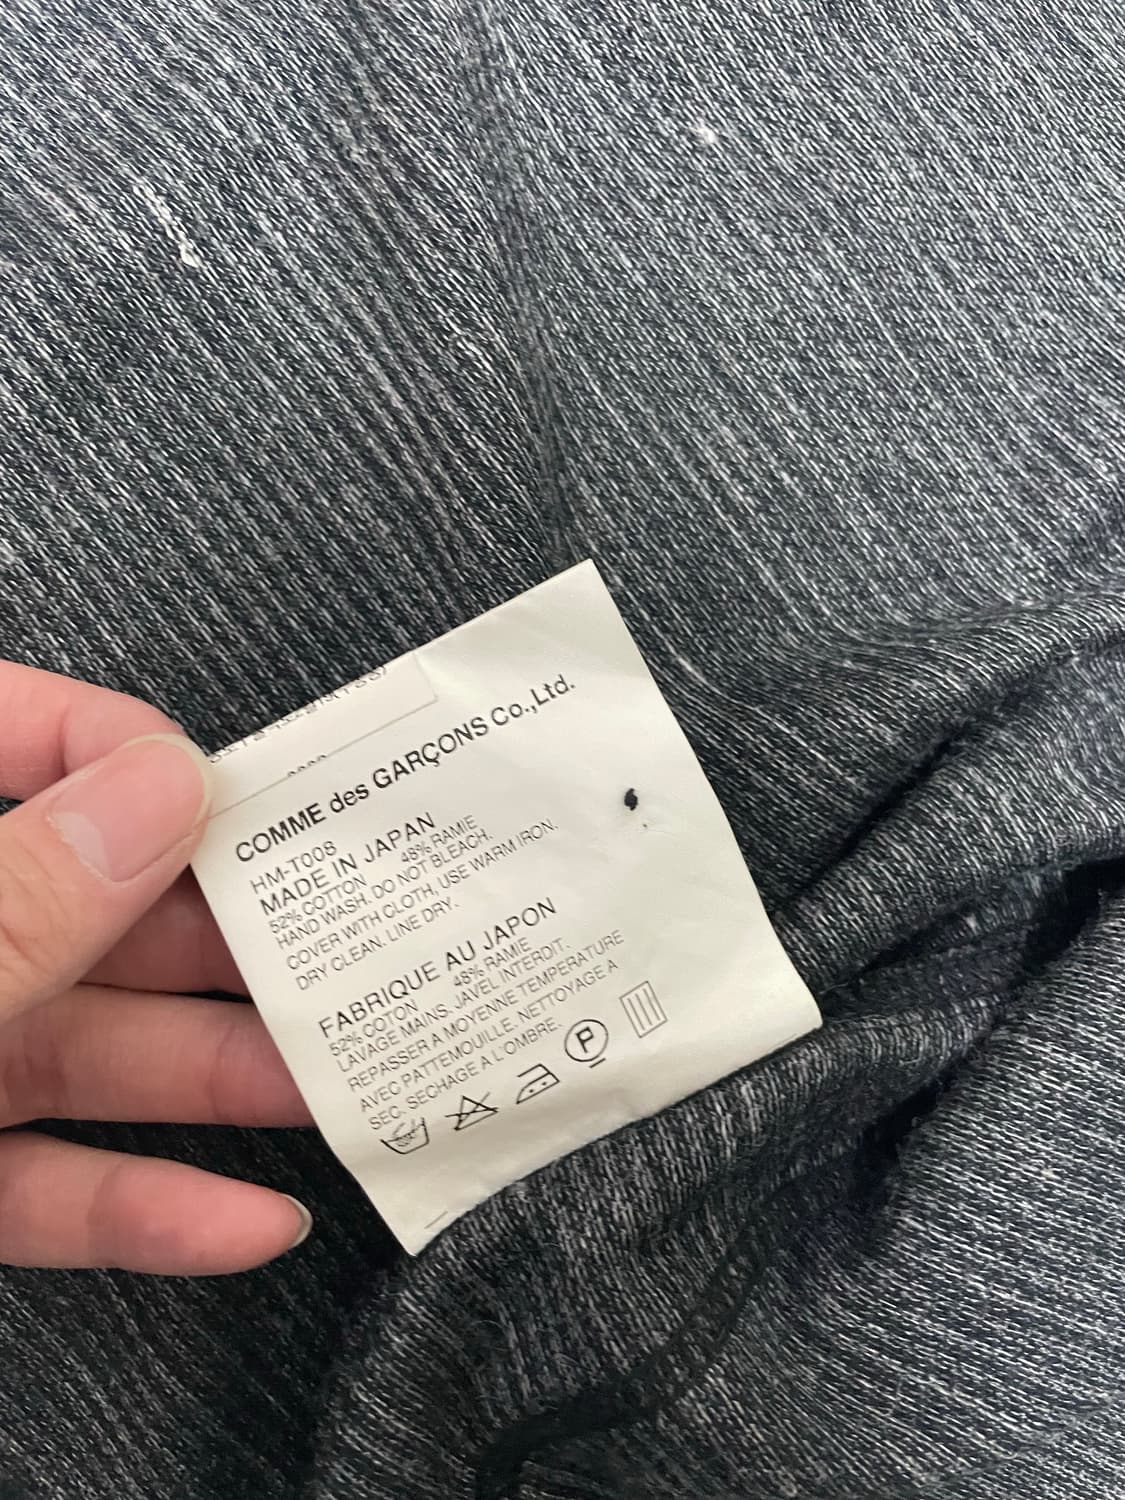 COMME des GARÇONS Co.,Ltd.
HM-T008
MADE IN JAPAN
52% COTTON 48% RAMIE
HAND WASH. DO NOT BLEACH.
COVER WITH CLOTH, USE WARM IRON.
DRY CLEAN. LINE DRY.
FABRIQUE AU JAPON
52% COTON 48% RAMIE
LAVAGE MAINS. JAVEL INTERDIT.
REPASSER A MOYENNE TEMPERATURE
AVEC PATTEMOUILLE. NETTOYAGE A
SEC. SECHAGE A L'OMBRE.
P